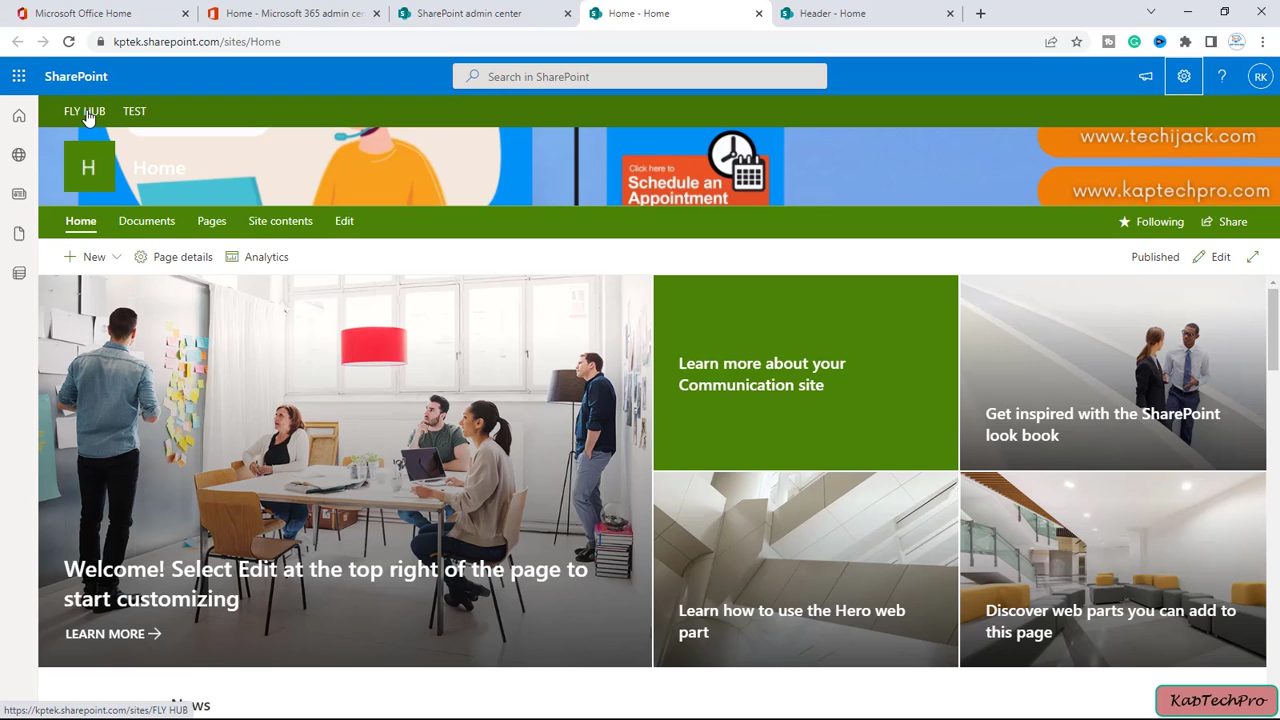 Microsoft Office Home
Home - Microsoft 365 admin cen
SharePoint admin center
Home - Home
Header - Home
kptek.sharepoint.com/sites/Home
SharePoint
Search in SharePoint
RK
FLY HUB
TEST
H
Home
Click here to
Schedule an
Appointment
www.techijack.com
www.kaptechpro.com
Home
Documents
Pages
Site contents
Edit
Following
Share
New
Page details
Analytics
Published
Edit
Welcome! Select Edit at the top right of the page to
start customizing
LEARN MORE
Learn more about your
Communication site
Get inspired with the SharePoint
look book
Learn how to use the Hero web
part
Discover web parts you can add to
this page
News
https://kptek.sharepoint.com/sites/FLY HUB
KapTechPro